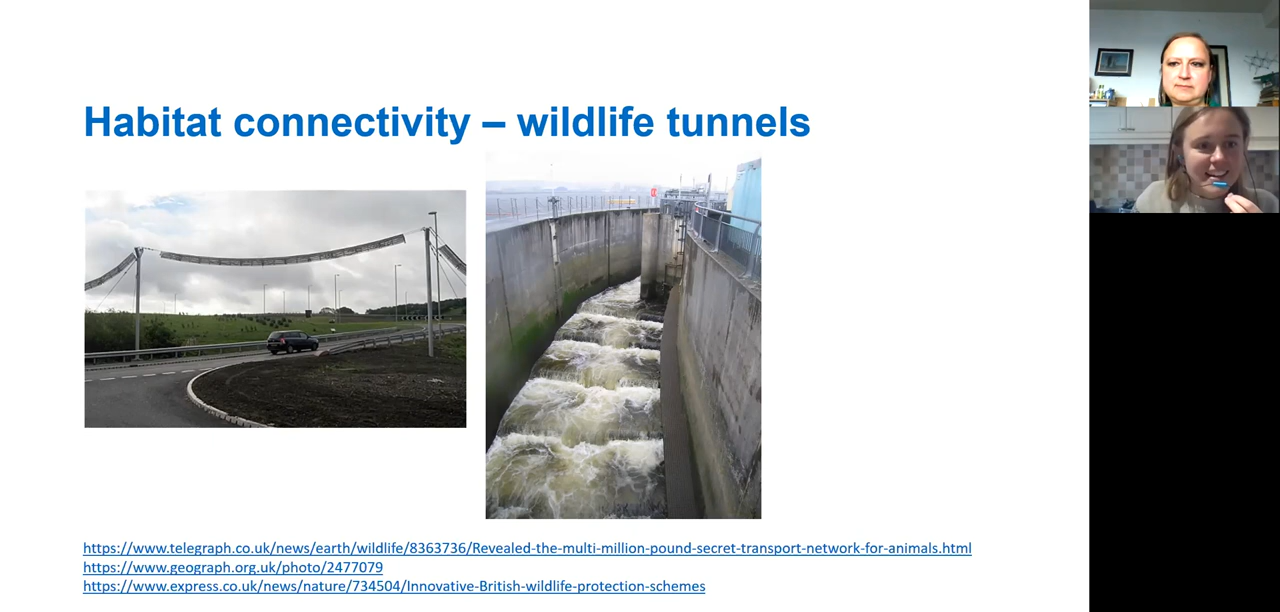 Habitat connectivity – wildlife tunnels
https://www.telegraph.co.uk/news/earth/wildlife/8363736/Revealed-the-multi-million-pound-secret-transport-network-for-animals.html
https://www.geograph.org.uk/photo/2477079
https://www.express.co.uk/news/nature/734504/Innovative-British-wildlife-protection-schemes